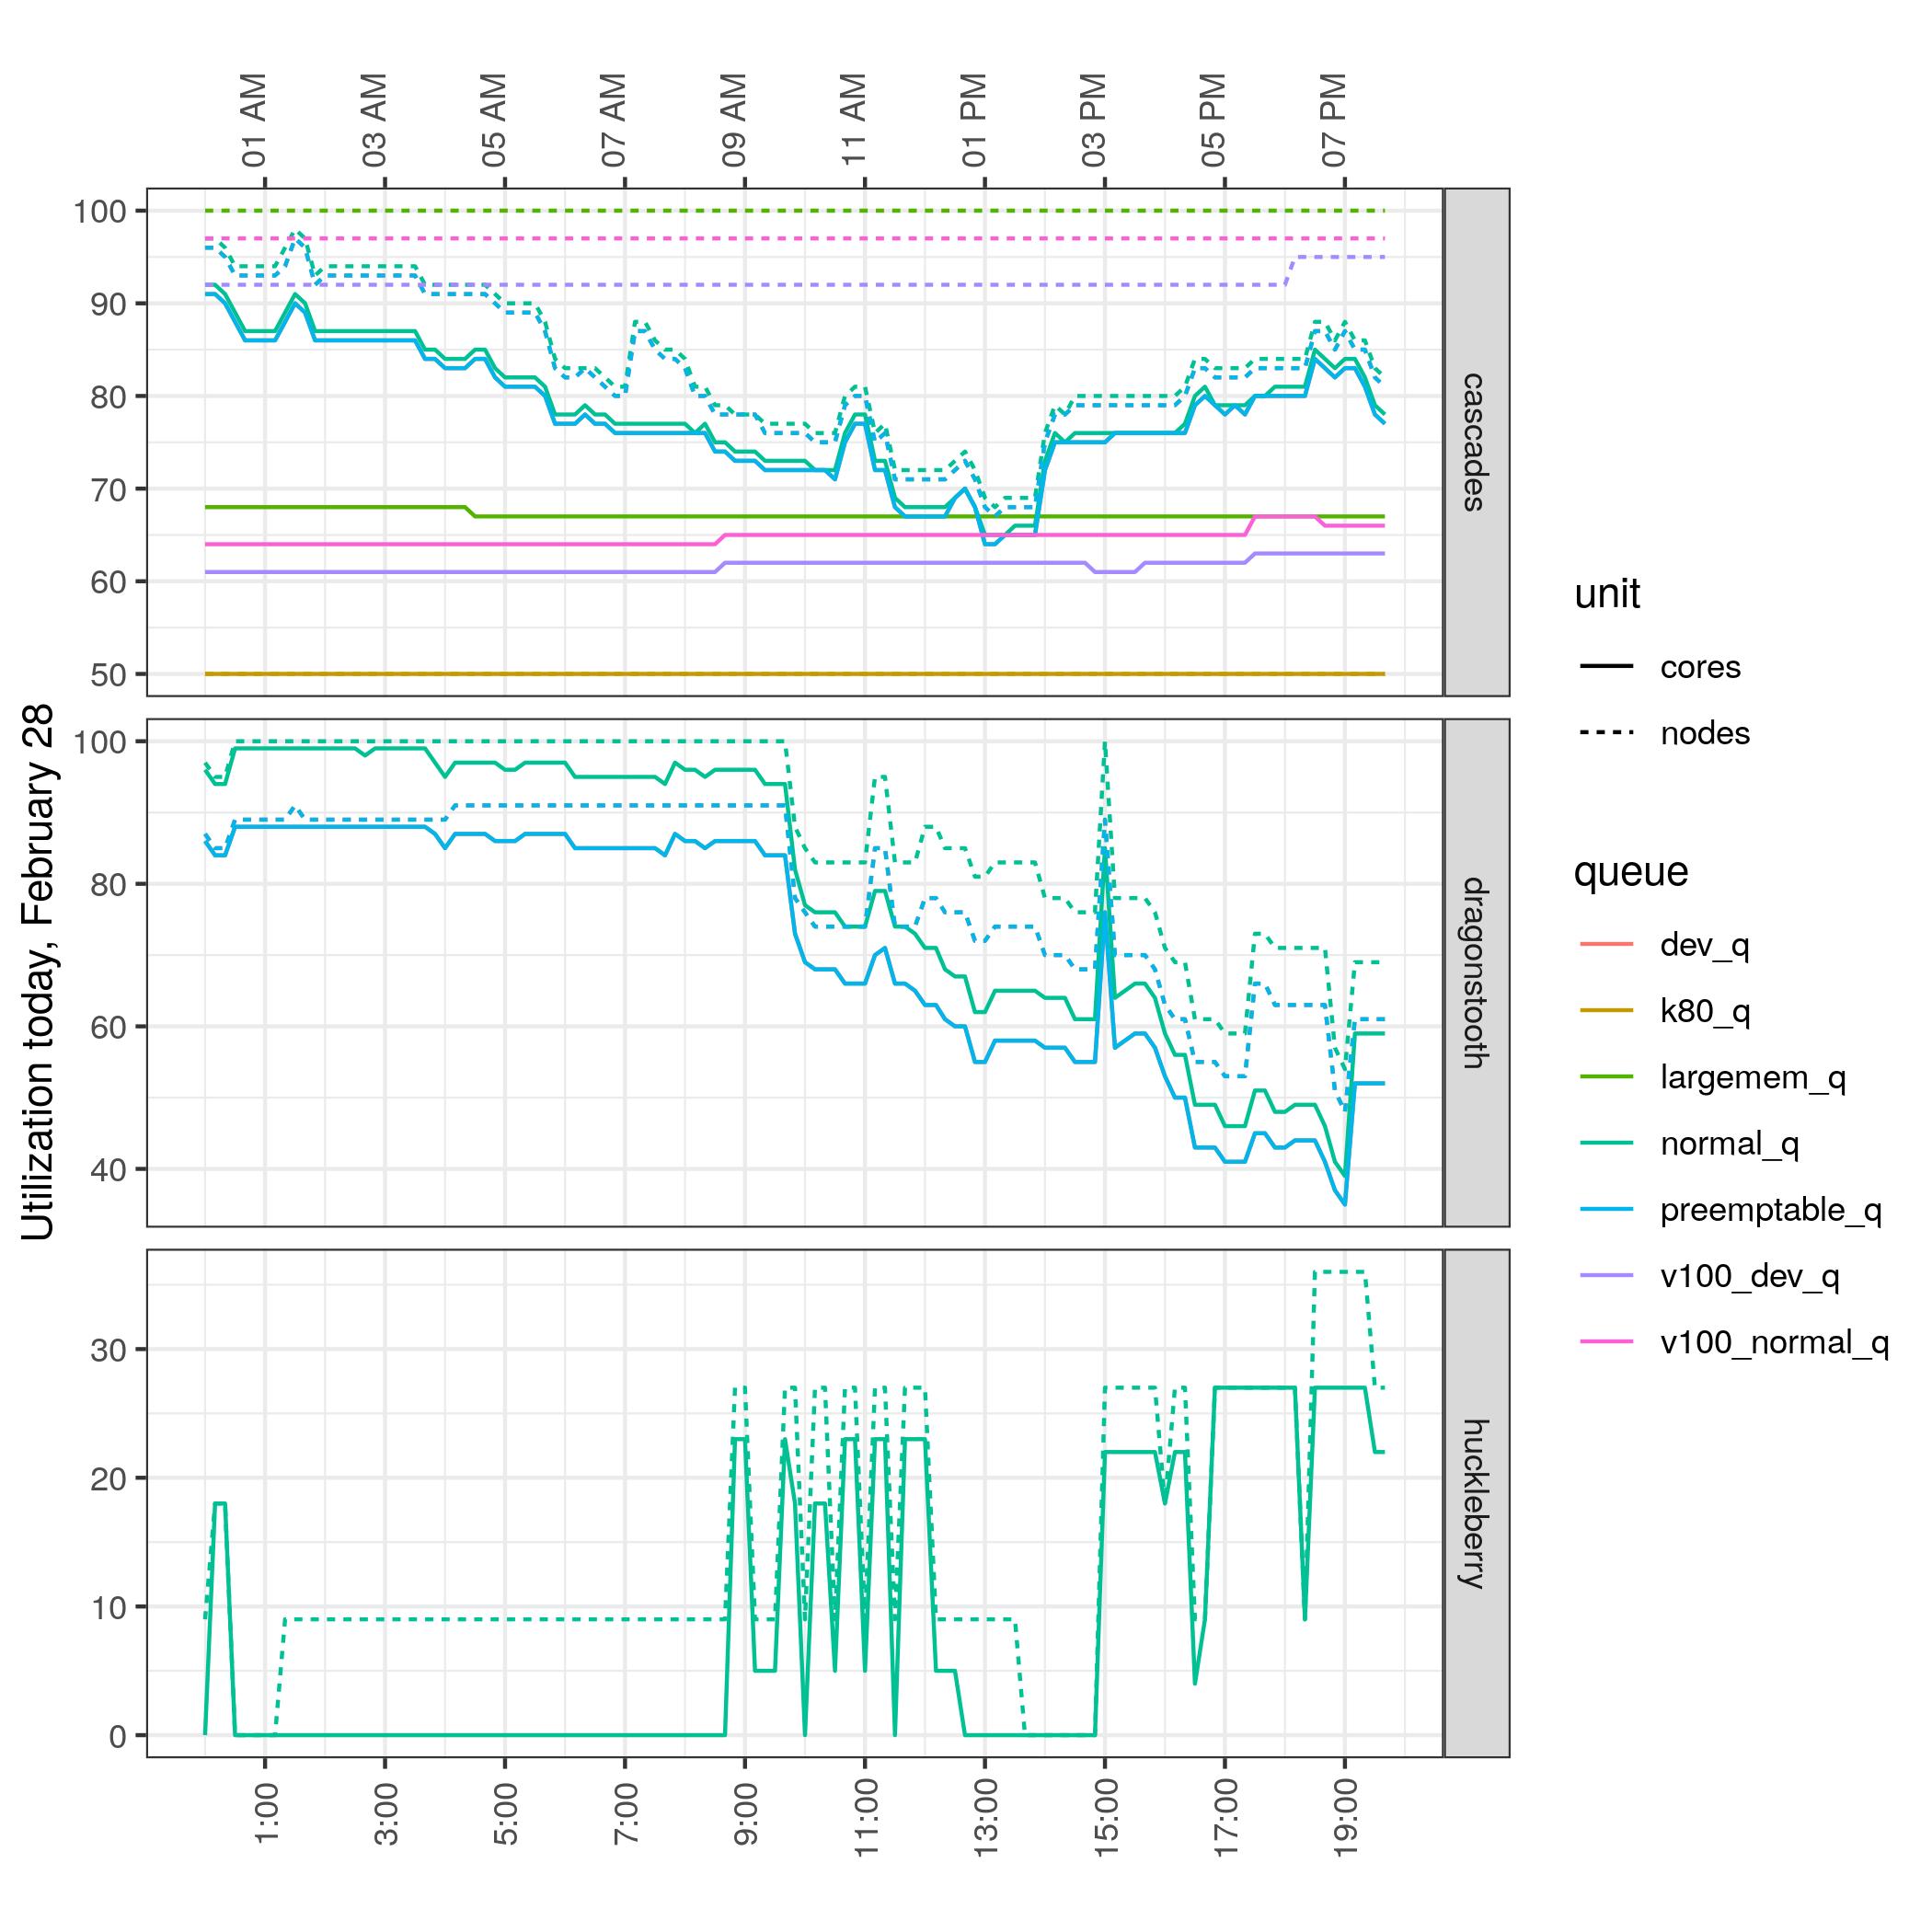 01 AM
03 AM
05 AM
07 AM
09 AM
11 AM
01 PM
03 PM
05 PM
07 PM
Utilization today, February 28
100
90
80
70
60
50
cascades
100
80
60
40
dragonstooth
30
20
10
0
huckleberry
1:00
3:00
5:00
7:00
9:00
11:00
13:00
15:00
17:00
19:00
unit
cores
nodes
queue
dev_q
k80_q
largemem_q
normal_q
preemptable_q
v100_dev_q
v100_normal_q